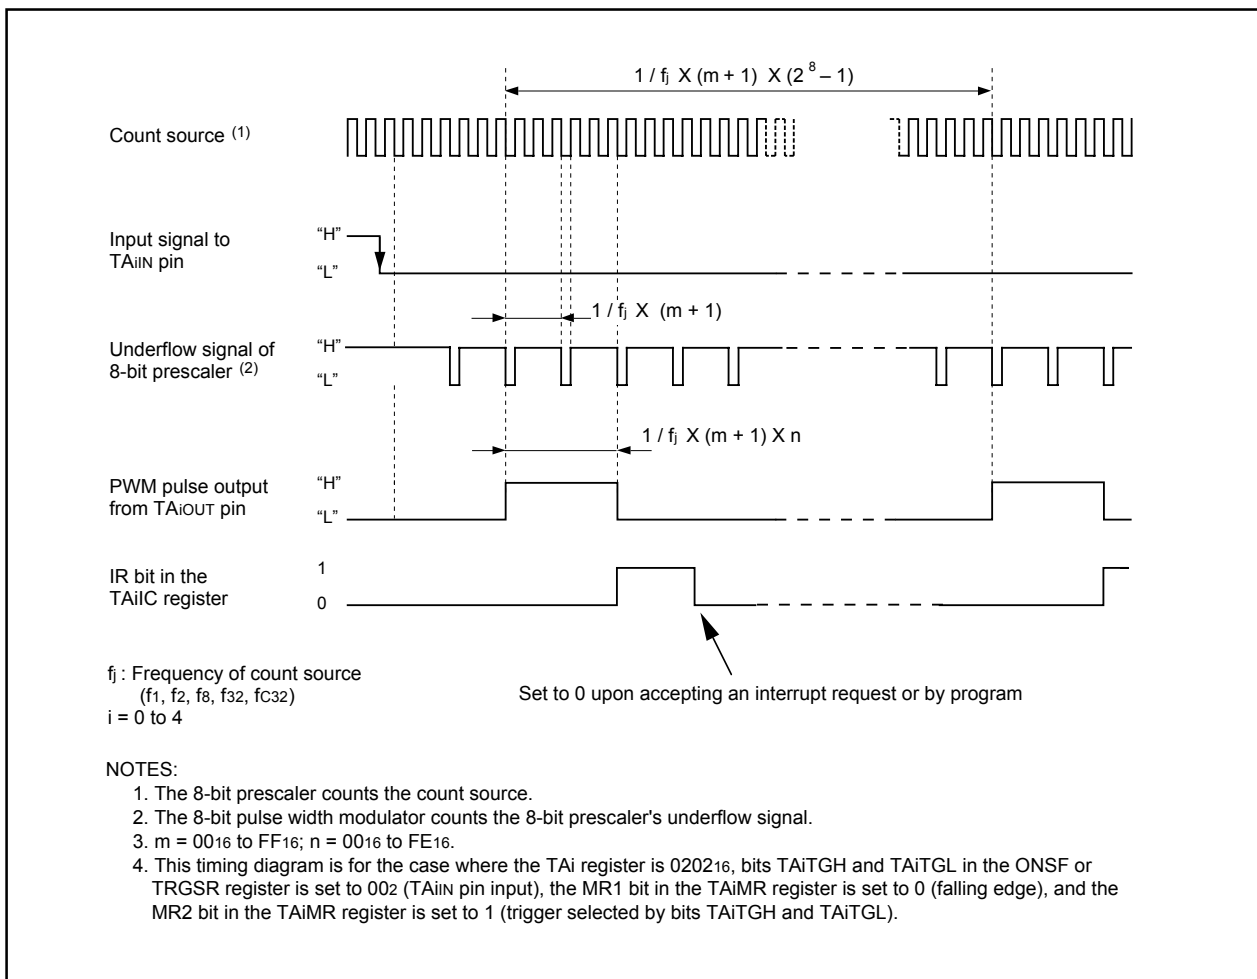 1 / fj X (m + 1) X (2^8 – 1)
Count source (1)
Input signal to
TAiIN pin
“H”
“L”
1 / fj X (m + 1)
Underflow signal of
8-bit prescaler (2)
“H”
“L”
1 / fj X (m + 1) X n
PWM pulse output
from TAiOUT pin
“H”
“L”
IR bit in the
TAiIC register
1
0
fj : Frequency of count source
(f1, f2, f8, f32, fC32)
i = 0 to 4
Set to 0 upon accepting an interrupt request or by program
NOTES:
1. The 8-bit prescaler counts the count source.
2. The 8-bit pulse width modulator counts the 8-bit prescaler's underflow signal.
3. m = 0016 to FF16; n = 0016 to FE16.
4. This timing diagram is for the case where the TAi register is 020216, bits TAiTGH and TAiTGL in the ONSF or
TRGSR register is set to 002 (TAiIN pin input), the MR1 bit in the TAiMR register is set to 0 (falling edge), and the
MR2 bit in the TAiMR register is set to 1 (trigger selected by bits TAiTGH and TAiTGL).